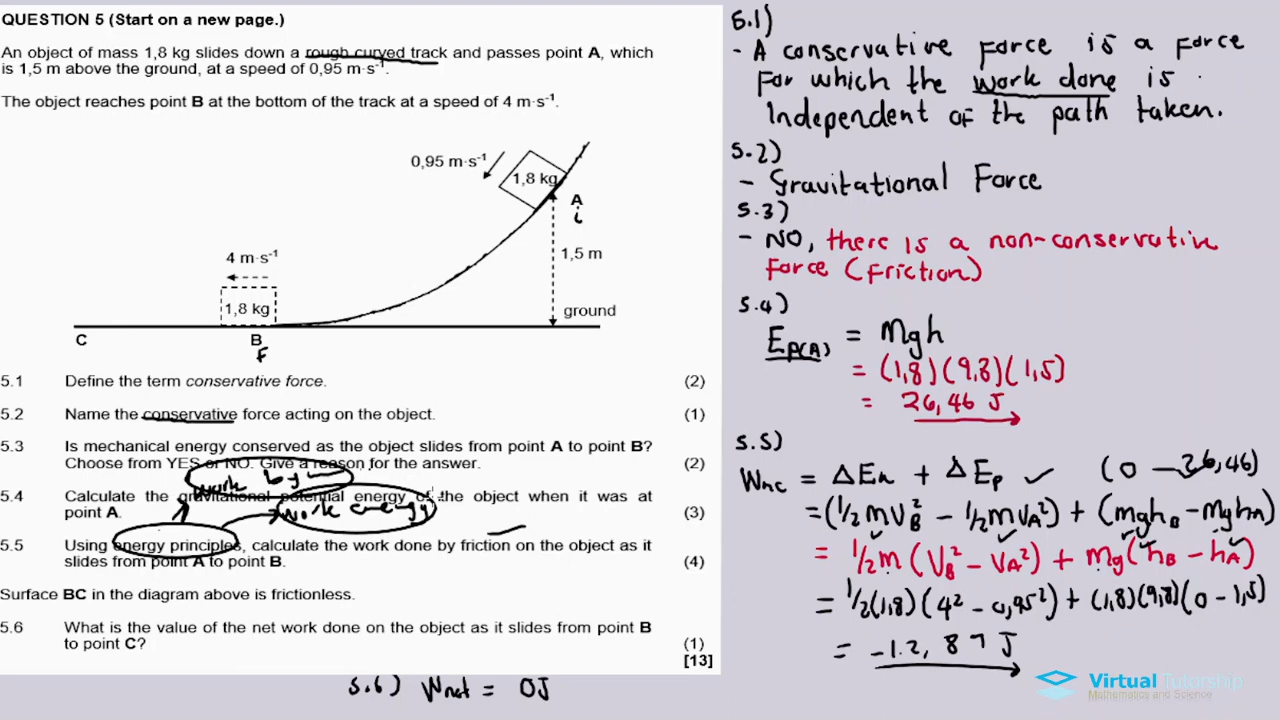 QUESTION 5 (Start on a new page.)
An object of mass 1,8 kg slides down a rough curved track and passes point A, which
is 1,5 m above the ground, at a speed of 0,95 m·s⁻¹.
The object reaches point B at the bottom of the track at a speed of 4 m·s⁻¹.
0,95 m·s⁻¹
1,8 kg
A
i
4 m·s⁻¹
1,5 m
1,8 kg
ground
C
B
F
5.1 Define the term conservative force. (2)
5.2 Name the conservative force acting on the object. (1)
5.3 Is mechanical energy conserved as the object slides from point A to point B?
Choose from YES or NO. Give a reason for the answer. (2)
work by
5.4 Calculate the gravitational potential energy of the object when it was at
point A. (3)
work energy
5.5 Using energy principles, calculate the work done by friction on the object as it
slides from point A to point B. (4)
Surface BC in the diagram above is frictionless.
5.6 What is the value of the net work done on the object as it slides from point B
to point C? (1)
[13]
5.6) Wnet = 0J
5.1)
- A conservative Force is a force
For which the work done is
Independent of the path taken.
5.2)
- Gravitational Force
5.3)
- NO, there is a non-conservative
Force (friction)
5.4)
Ep(A) = mgh
= (1,8)(9,8)(1,5)
= 26,46 J
5.5)
Wnc = ΔEk + ΔEp ✓ (0 - 26,46)
= (1/2 mVB² - 1/2 mVA²) + (mghB - mghA)
= 1/2 m (VB² - VA²) + mg (hB - hA)
= 1/2 (1,8) (4² - 0,95²) + (1,8)(9,8)(0 - 1,5)
= -12,87 J
Virtual Tutorship
Mathematics and Science